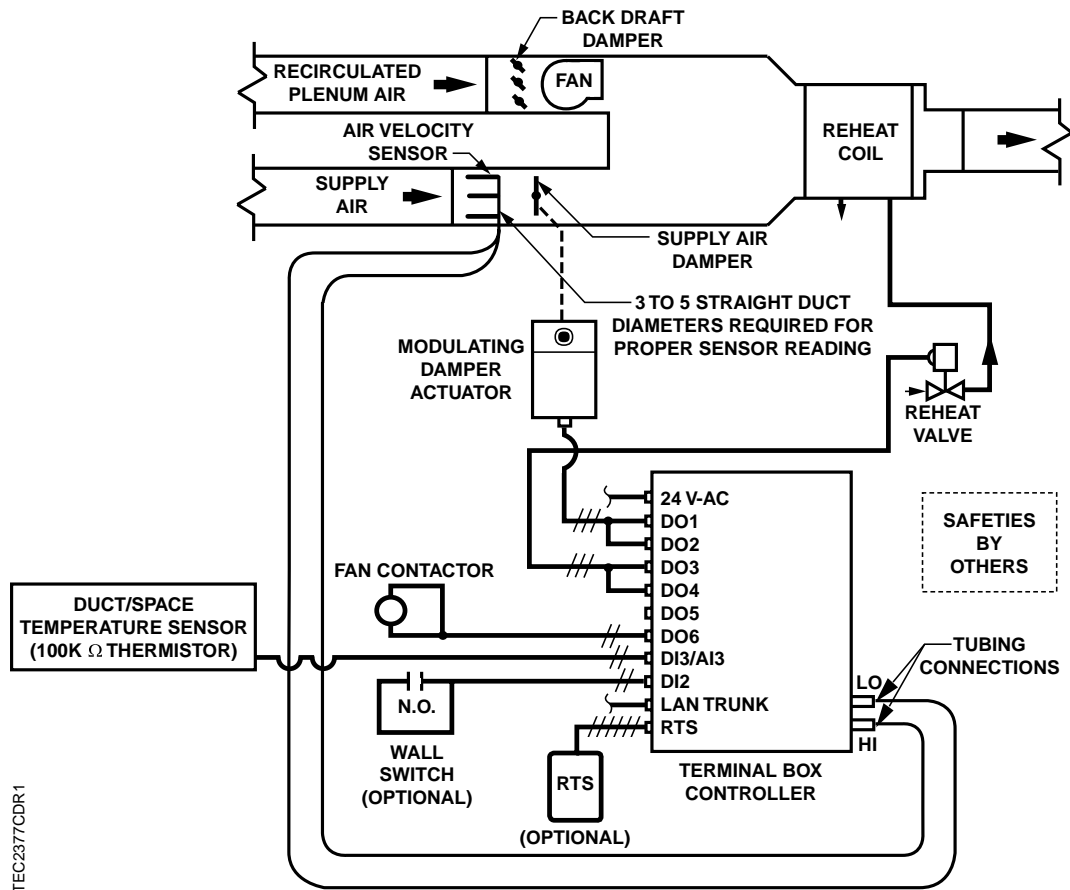 BACK DRAFT
DAMPER
RECIRCULATED
PLENUM AIR
FAN
AIR VELOCITY
SENSOR
REHEAT
COIL
SUPPLY
AIR
SUPPLY AIR
DAMPER
3 TO 5 STRAIGHT DUCT
DIAMETERS REQUIRED FOR
PROPER SENSOR READING
MODULATING
DAMPER
ACTUATOR
REHEAT
VALVE
24 V-AC
DO1
DO2
DO3
DO4
DO5
DO6
DI3/AI3
DI2
LAN TRUNK
RTS
SAFETIES
BY
OTHERS
FAN CONTACTOR
DUCT/SPACE
TEMPERATURE SENSOR
(100K Ω THERMISTOR)
TUBING
CONNECTIONS
LO
HI
N.O.
WALL
SWITCH
(OPTIONAL)
RTS
(OPTIONAL)
TERMINAL BOX
CONTROLLER
TEC2377CDR1